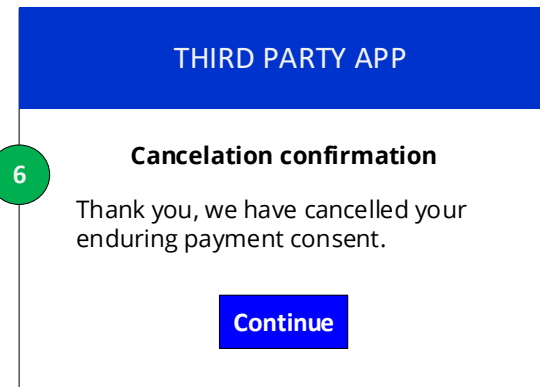 THIRD PARTY APP
Cancelation confirmation
6
Thank you, we have cancelled your
enduring payment consent.
Continue